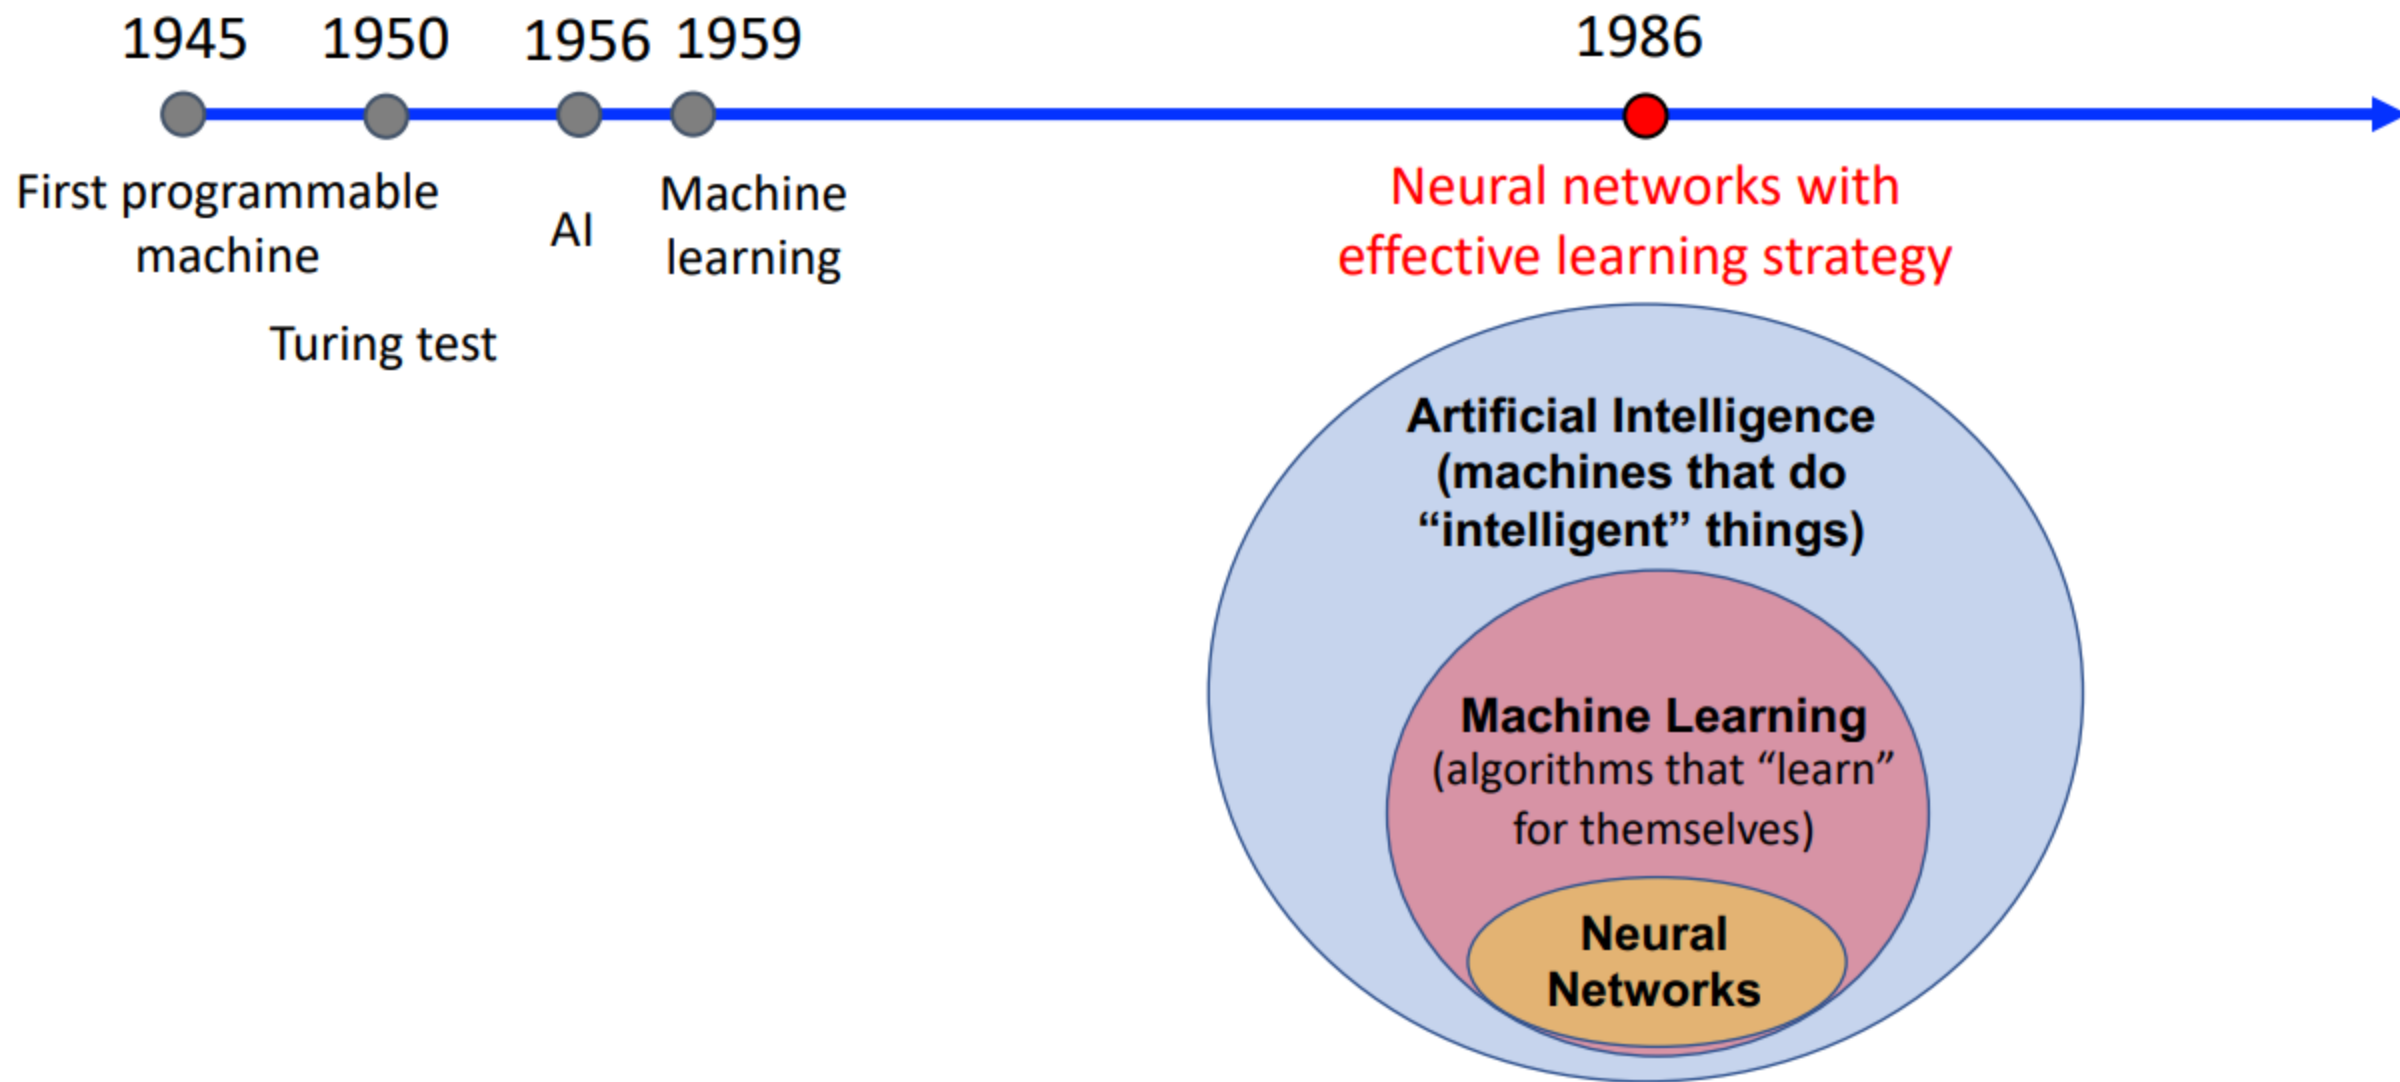 1945 1950 1956 1959 1986
First programmable
machine
Turing test
AI
Machine
learning
Neural networks with
effective learning strategy
Artificial Intelligence
(machines that do
“intelligent” things)
Machine Learning
(algorithms that “learn”
for themselves)
Neural
Networks